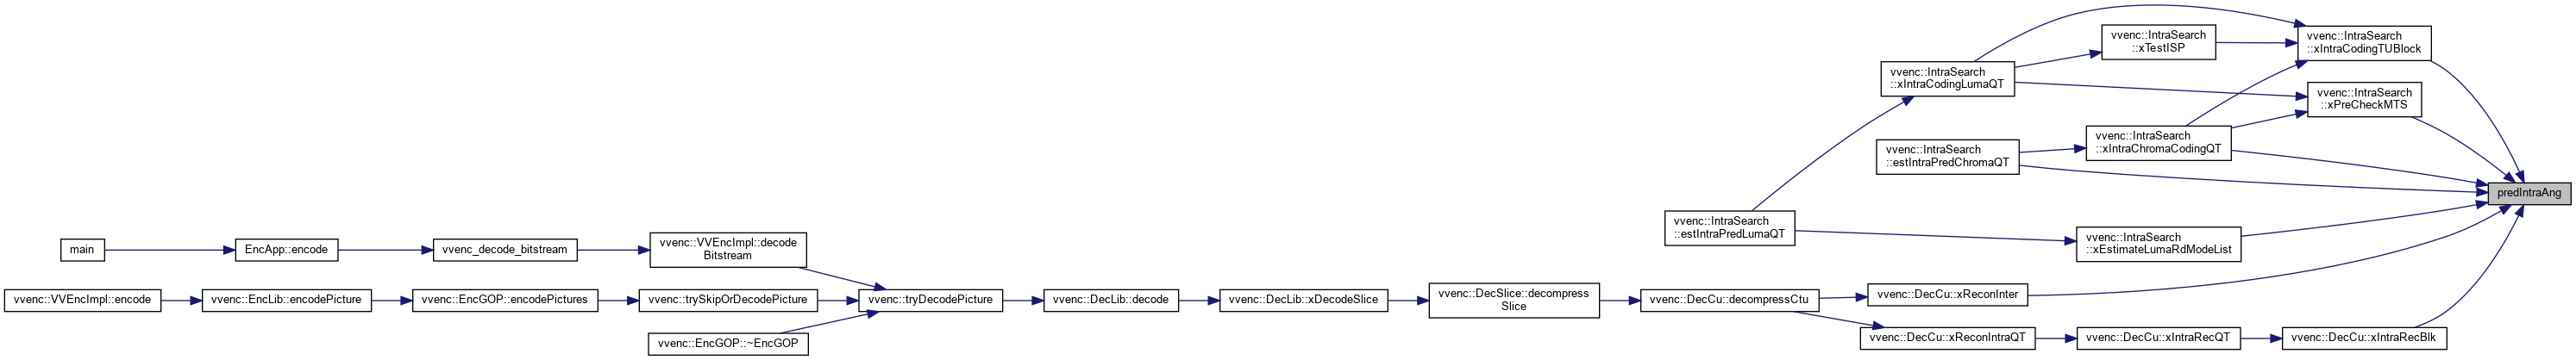 vvenc::IntraSearch
::xIntraCodingTUBlock
vvenc::IntraSearch
::xTestISP
vvenc::IntraSearch
::xIntraCodingLumaQT
vvenc::IntraSearch
::xPreCheckMTS
vvenc::IntraSearch
::xIntraChromaCodingQT
vvenc::IntraSearch
::estIntraPredChromaQT
predIntraAng
vvenc::IntraSearch
::estIntraPredLumaQT
vvenc::IntraSearch
::xEstimateLumaRdModeList
main
EncApp::encode
vvenc_decode_bitstream
vvenc::VVEncImpl::decode
Bitstream
vvenc::VVEncImpl::encode
vvenc::EncLib::encodePicture
vvenc::EncGOP::encodePictures
vvenc::trySkipOrDecodePicture
vvenc::tryDecodePicture
vvenc::DecLib::decode
vvenc::DecLib::xDecodeSlice
vvenc::DecSlice::decompress
Slice
vvenc::DecCu::decompressCtu
vvenc::DecCu::xReconInter
vvenc::EncGOP::~EncGOP
vvenc::DecCu::xReconIntraQT
vvenc::DecCu::xIntraRecQT
vvenc::DecCu::xIntraRecBlk